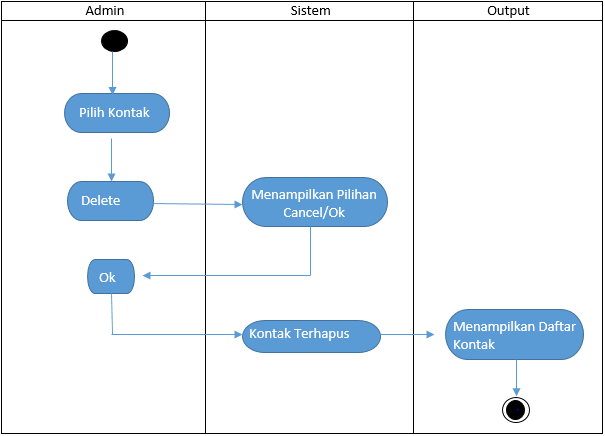 Admin
Sistem
Output
Pilih Kontak
Delete
Menampilkan Pilihan
Cancel/Ok
Ok
Kontak Terhapus
Menampilkan Daftar
Kontak